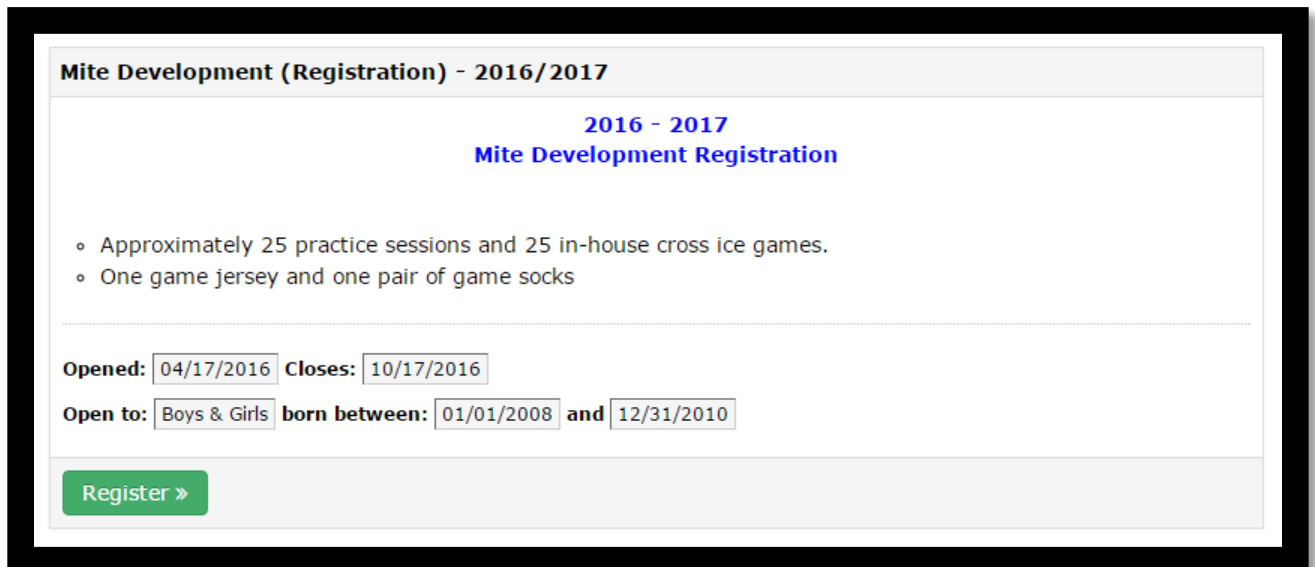 Mite Development (Registration) - 2016/2017
2016 - 2017
Mite Development Registration
Approximately 25 practice sessions and 25 in-house cross ice games.
One game jersey and one pair of game socks
Opened: 04/17/2016 Closes: 10/17/2016
Open to: Boys & Girls born between: 01/01/2008 and 12/31/2010
Register »